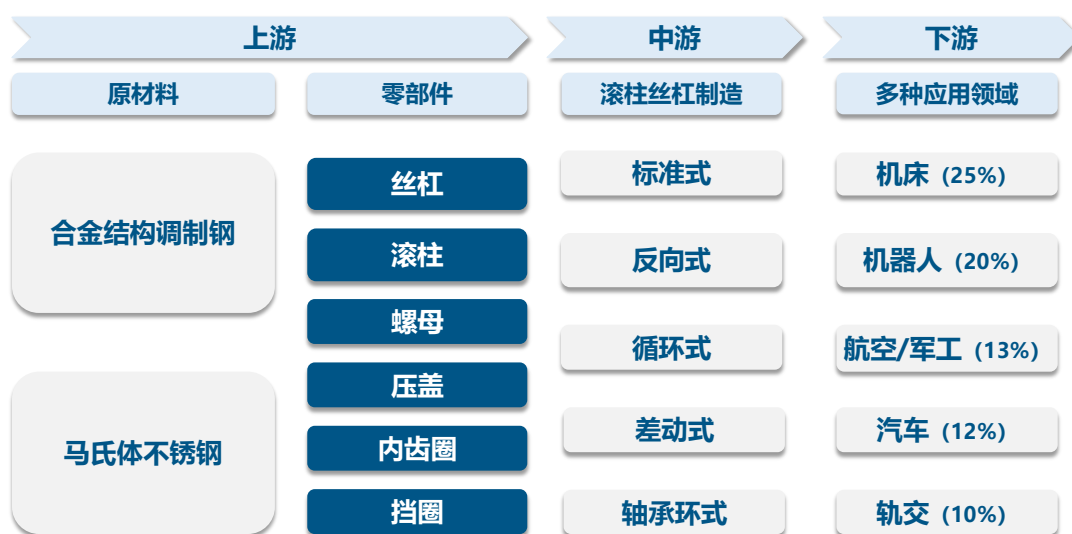 上游
中游
下游
原材料
零部件
滚柱丝杠制造
多种应用领域
合金结构调制钢
马氏体不锈钢
丝杠
滚柱
螺母
压盖
内齿圈
挡圈
标准式
反向式
循环式
差动式
轴承环式
机床（25%）
机器人（20%）
航空/军工（13%）
汽车（12%）
轨交（10%）